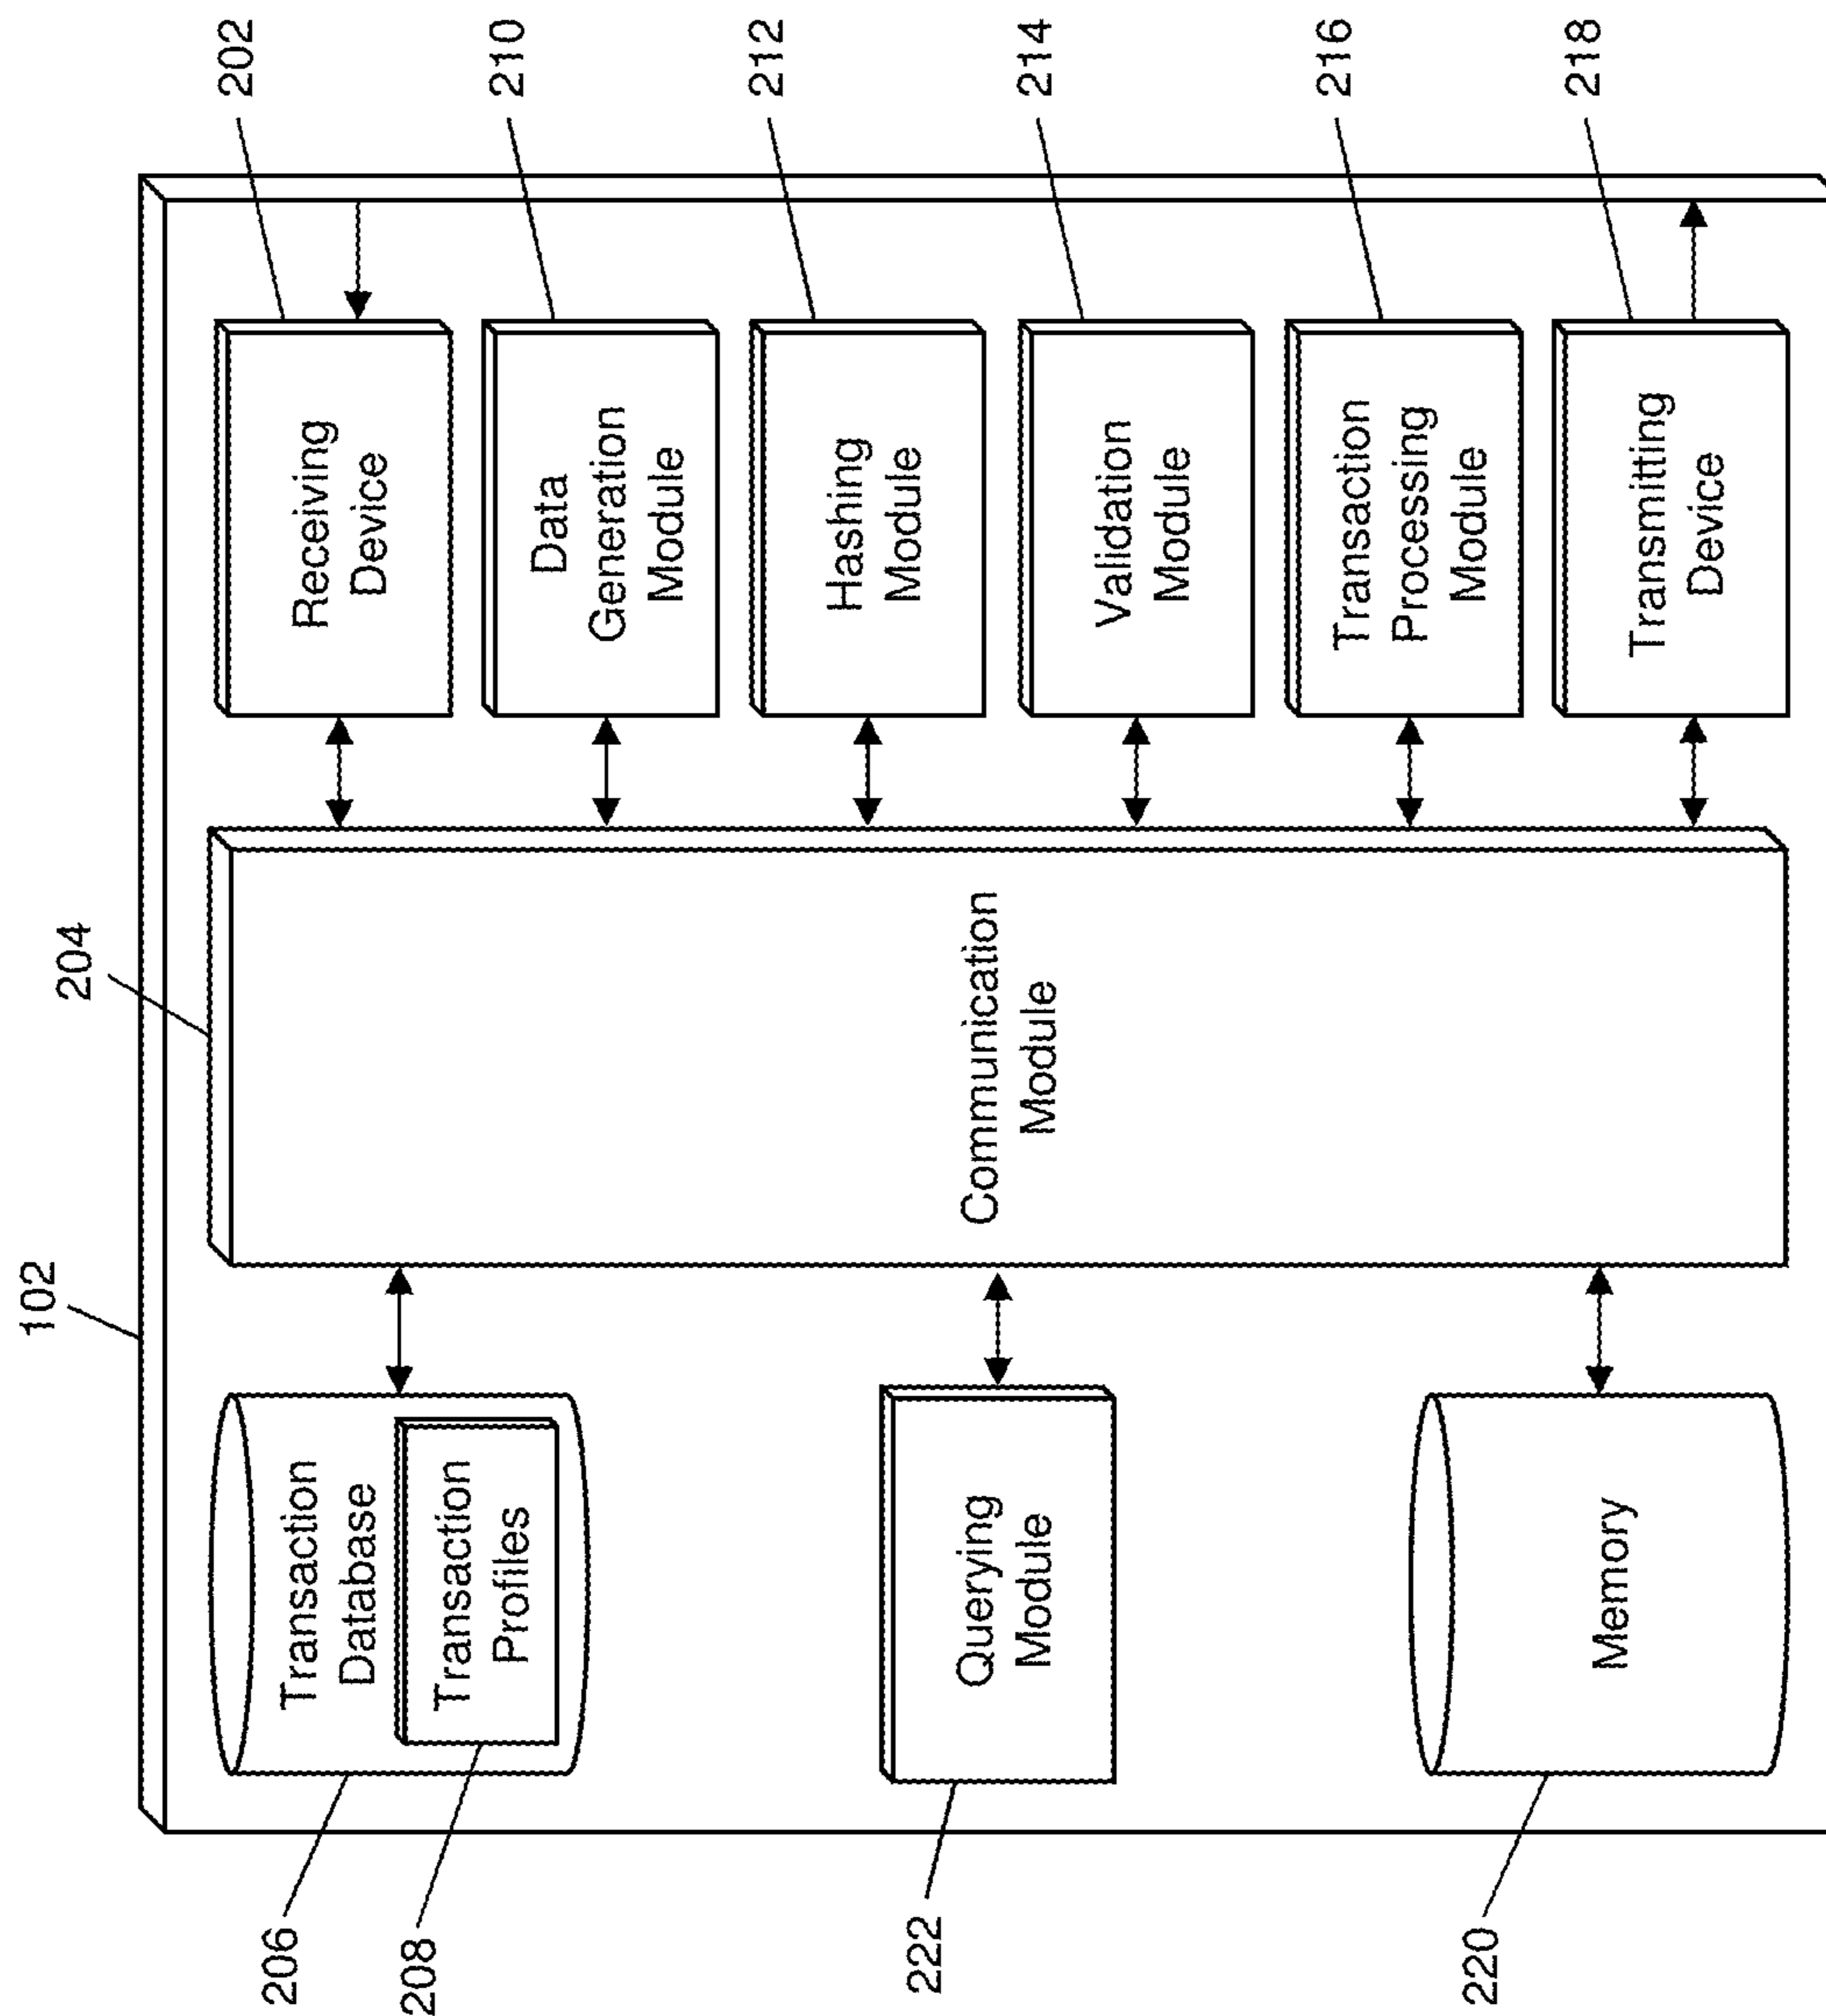 102
204
206
Transaction
Database
208
Transaction
Profiles
222
Querying
Module
220
Memory
Communication
Module
Receiving
Device
202
Data
Generation
Module
210
Hashing
Module
212
Validation
Module
214
Transaction
Processing
Module
216
Transmitting
Device
218